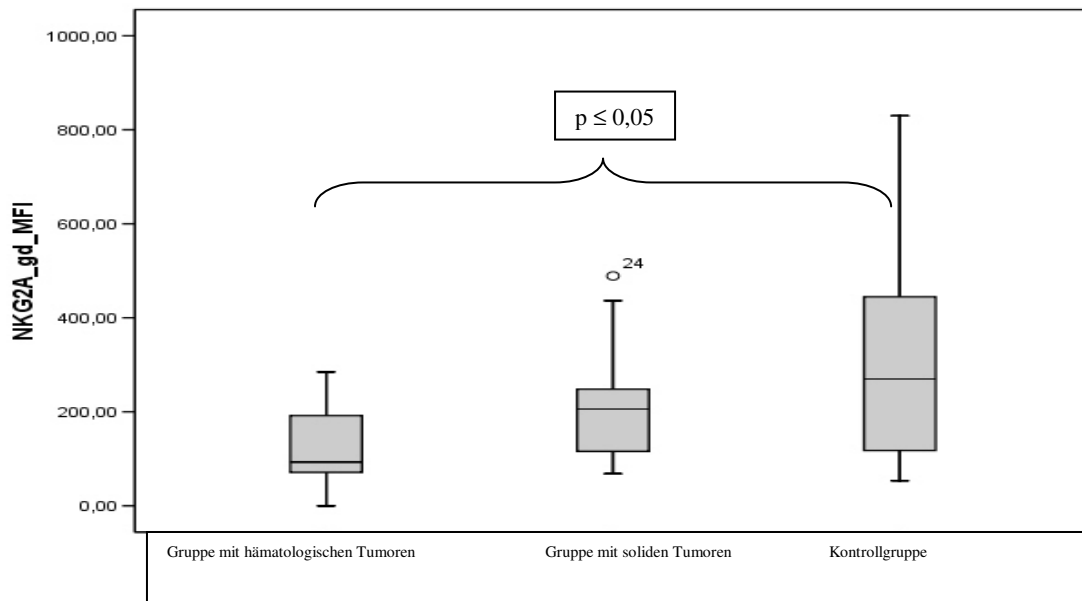 1000,00
800,00
600,00
400,00
200,00
0,00
NKG2A_gd_MFI
p ≤ 0,05
24
Gruppe mit hämatologischen Tumoren
Gruppe mit soliden Tumoren
Kontrollgruppe